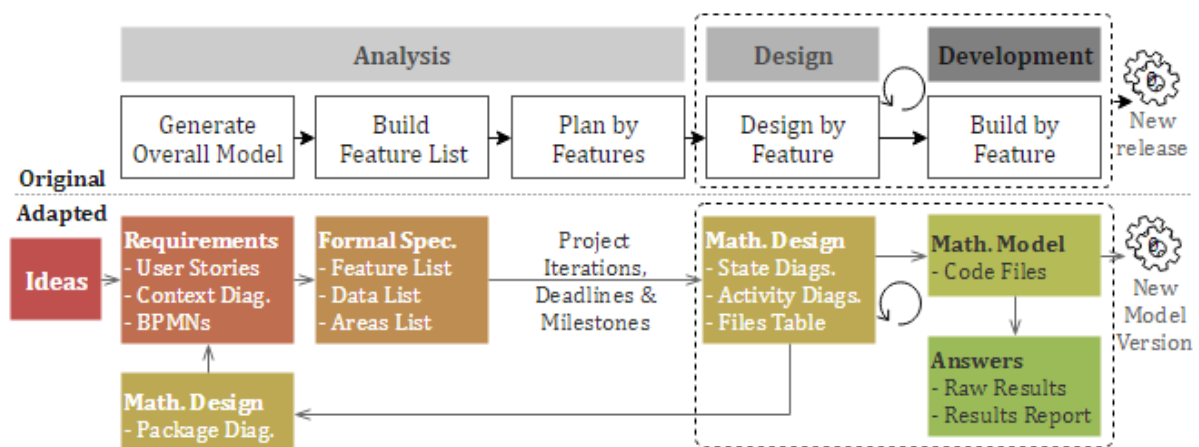 Analysis
Design
Development
Generate
Overall Model
Build
Feature List
Plan by
Features
Design by
Feature
Build by
Feature
New
release
Original
Adapted
Ideas
Requirements
- User Stories
- Context Diag.
- BPMNs
Formal Spec.
- Feature List
- Data List
- Areas List
Project
Iterations,
Deadlines &
Milestones
Math. Design
- State Diags.
- Activity Diags.
- Files Table
Math. Model
- Code Files
New
Model
Version
Answers
- Raw Results
- Results Report
Math. Design
- Package Diag.